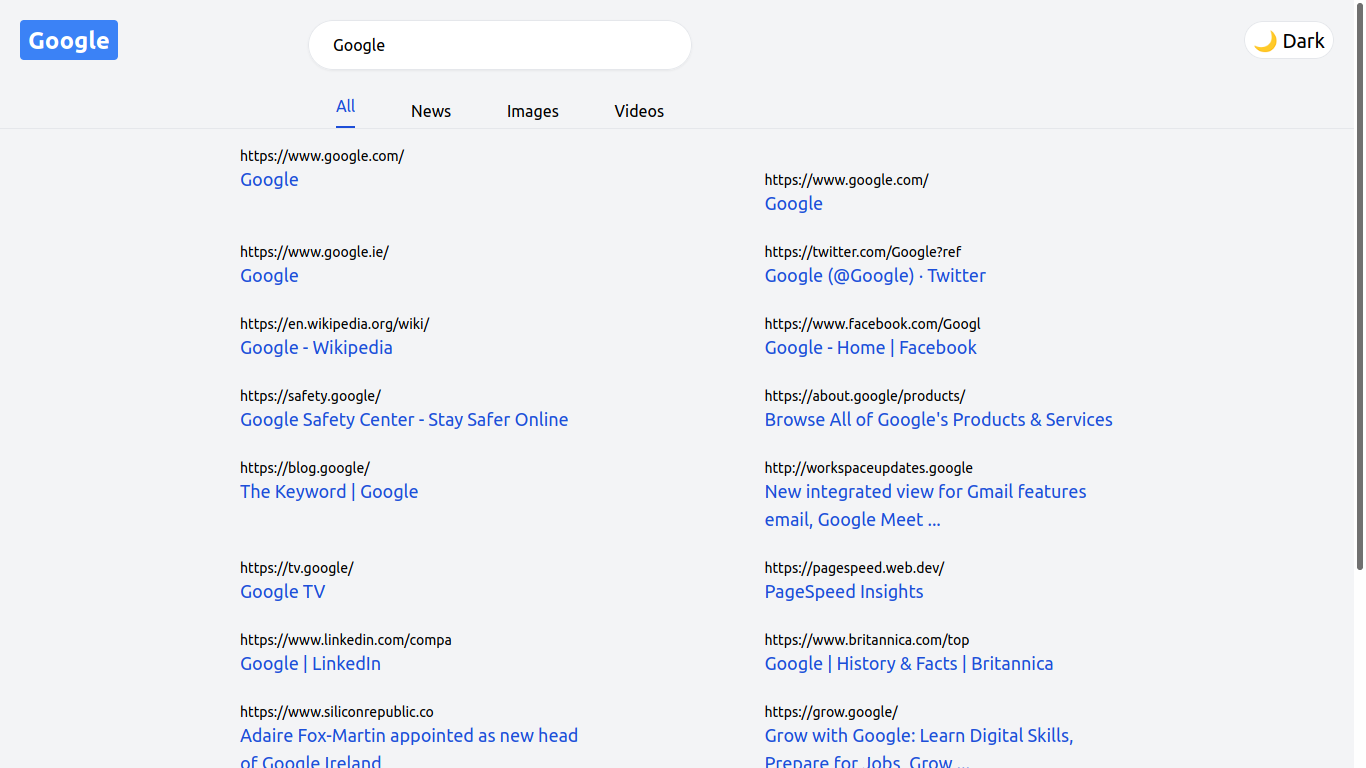 Google
Google
🌙 Dark
All
News
Images
Videos
https://www.google.com/
Google
https://www.google.com/
Google
https://www.google.ie/
Google
https://twitter.com/Google?ref
Google (@Google) · Twitter
https://en.wikipedia.org/wiki/
Google - Wikipedia
https://www.facebook.com/Googl
Google - Home | Facebook
https://safety.google/
Google Safety Center - Stay Safer Online
https://about.google/products/
Browse All of Google's Products & Services
https://blog.google/
The Keyword | Google
http://workspaceupdates.google
New integrated view for Gmail features
email, Google Meet ...
https://tv.google/
Google TV
https://pagespeed.web.dev/
PageSpeed Insights
https://www.linkedin.com/compa
Google | LinkedIn
https://www.britannica.com/top
Google | History & Facts | Britannica
https://www.siliconrepublic.co
Adaire Fox-Martin appointed as new head
of Google Ireland
https://grow.google/
Grow with Google: Learn Digital Skills,
Prepare for Jobs, Grow ...